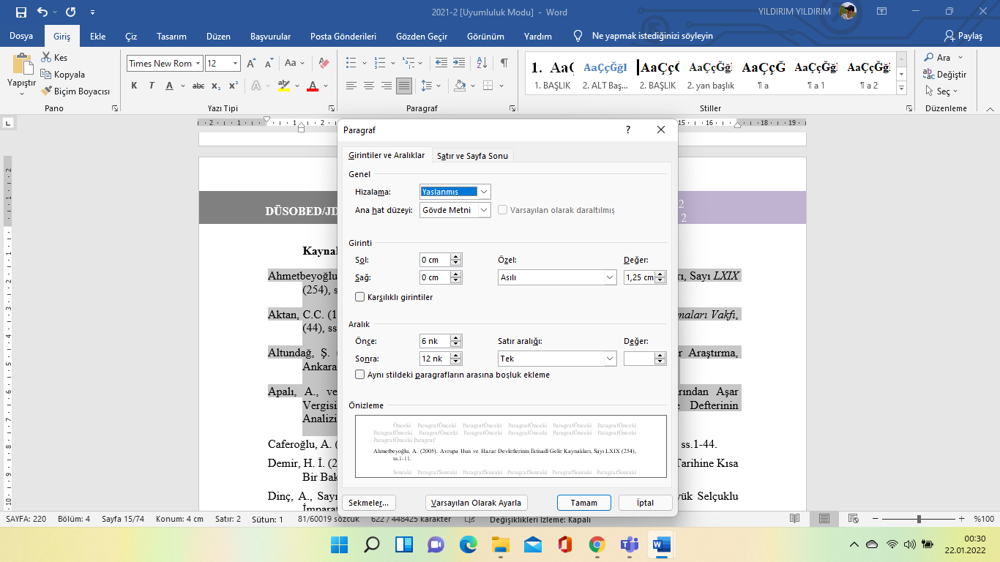 2021-2 [Uyumluluk Modu] - Word
YILDIRIM YILDIRIM
Dosya Giriş Ekle Çiz Tasarım Düzen Başvurular Posta Gönderileri Gözden Geçir Görünüm Yardım Ne yapmak istediğinizi söyleyin Paylaş
Yapıştır
Kes
Kopyala
Biçim Boyacısı
Pano
Times New Rom 12
Aa
K T A abc x₂ x²
Yazı Tipi
Paragraf
1. AaÇ AaÇçĞğI AaÇçĞ AaÇçĞğ AaÇçĞ AaÇçĞğ AaÇçĞğ
1. BAŞLIK 2. ALT Baş... 2. BAŞLIK 2. yan başlık ¶ a ¶ a 1 ¶ a 2
Stiller
Ara
Değiştir
Seç
Düzenleme
DÜSOBED/JD
2
2
Kaynak
Ahmetbeyoğlu
rı, Sayı LXIX
(254), s
Aktan, C.C. (1
maları Vakfı,
(44), ss
Altundağ, Ş. (
r Araştırma,
Ankara
Apalı, A., ve
rından Aşar
Vergisi
e Defterinin
Analizi
Caferoğlu, A. (
ss.1-44.
Demir, H. İ. (2
Tarihine Kısa
Bir Bak
Dinç, A., Sayı
yük Selçuklu
İmparat
Paragraf ?
Girintiler ve Aralıklar Satır ve Sayfa Sonu
Genel
Hizalama: Yaslanmış
Ana hat düzeyi: Gövde Metni Varsayılan olarak daraltılmış
Girinti
Sol: 0 cm Özel: Değer:
Sağ: 0 cm Asılı 1,25 cm
Karşılıklı girintiler
Aralık
Önce: 6 nk Satır aralığı: Değer:
Sonra: 12 nk Tek
Aynı stildeki paragrafların arasına boşluk ekleme
Önizleme
Önceki ParagrafÖnceki ParagrafÖnceki ParagrafÖnceki ParagrafÖnceki ParagrafÖnceki
ParagrafÖnceki ParagrafÖnceki ParagrafÖnceki ParagrafÖnceki ParagrafÖnceki ParagrafÖnceki
ParagrafÖnceki Paragraf
Ahmetbeyoğlu, A. (2005). Avrupa Hun ve Hazar Devletlerinin İktisadî Gelir Kaynakları, Sayı LXIX (254),
ss.1-11.
Sonraki ParagrafSonraki ParagrafSonraki ParagrafSonraki ParagrafSonraki ParagrafSonraki
Sekmeler... Varsayılan Olarak Ayarla Tamam İptal
SAYFA: 220 Bölüm: 4 Sayfa 15/74 Konum: 4 cm Satır: 2 Sütun: 1 81/60019 sözcük 622 / 448425 karakter Değişiklikleri İzleme: Kapalı %100
00:30
22.01.2022